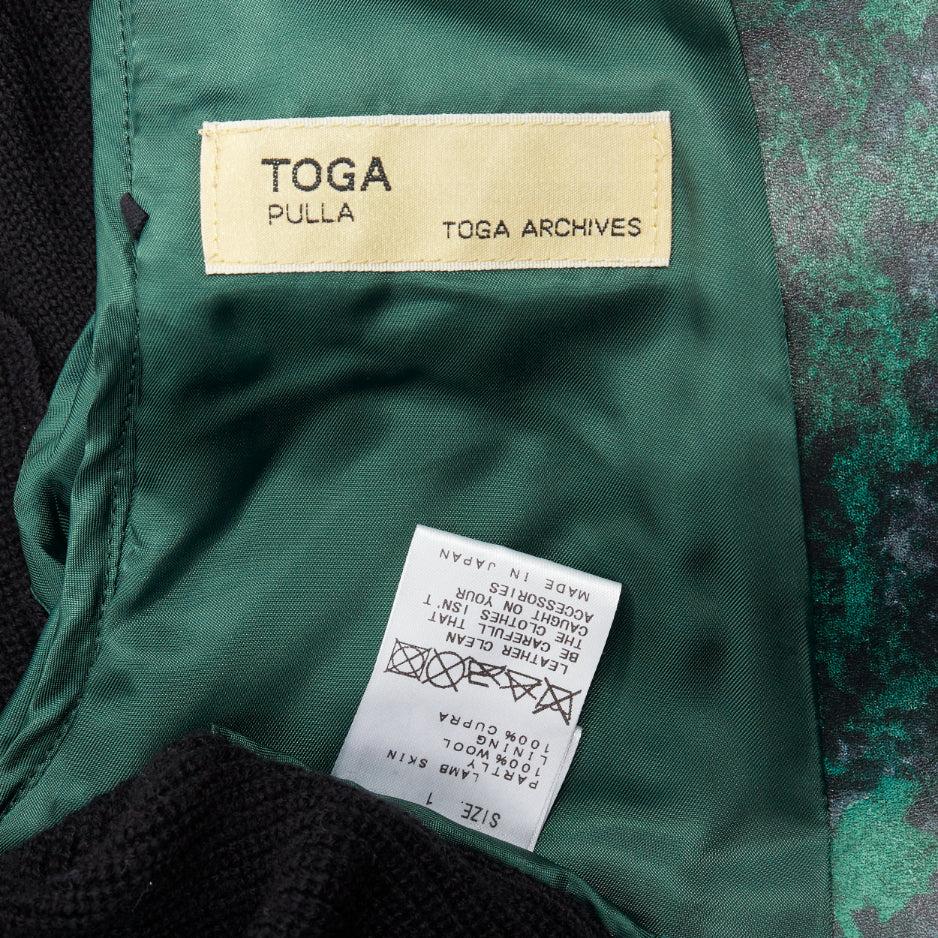 TOGA
PULLA
TOGA ARCHIVES
SIZE. 1
LAMB SKIN
PARTLY
100% WOOL
LINING
100% CUPRA
LEATHER CLEAN
BE CAREFULL THAT
THE CLOTHES ISN'T
CAUGHT ON YOUR
ACCESSORIES
MADE IN JAPAN